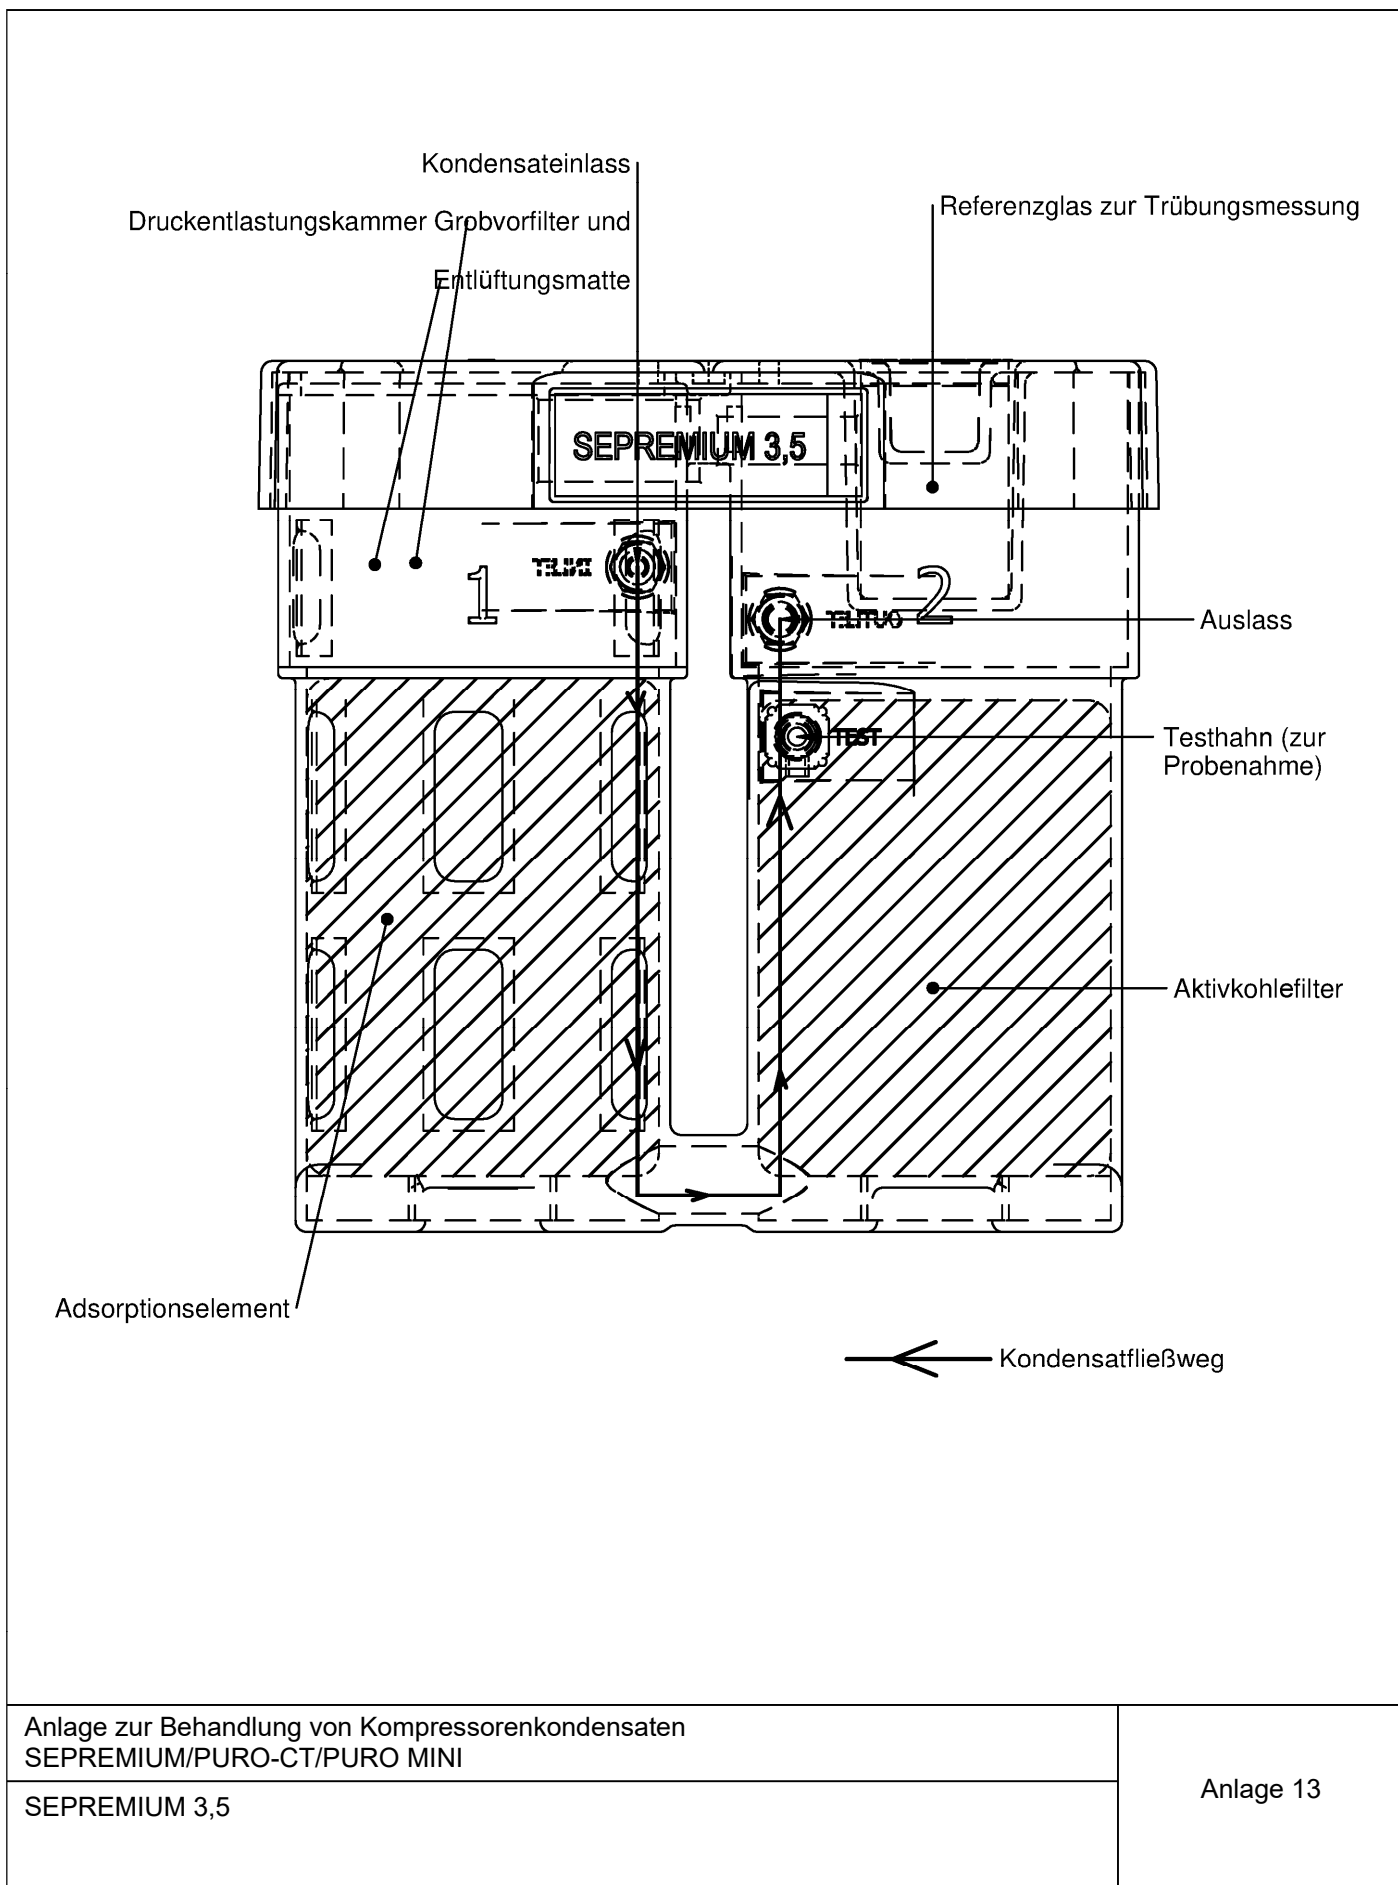 Kondensateinlass
Druckentlastungskammer Grobvorfilter und
Entlüftungsmatte
Referenzglas zur Trübungsmessung
SEPREMIUM 3,5
1
2
Auslass
TEST
Testhahn (zur
Probenahme)
Aktivkohlefilter
Adsorptionselement
Kondensatfließweg
Anlage zur Behandlung von Kompressorenkondensaten
SEPREMIUM/PURO-CT/PURO MINI
Anlage 13
SEPREMIUM 3,5